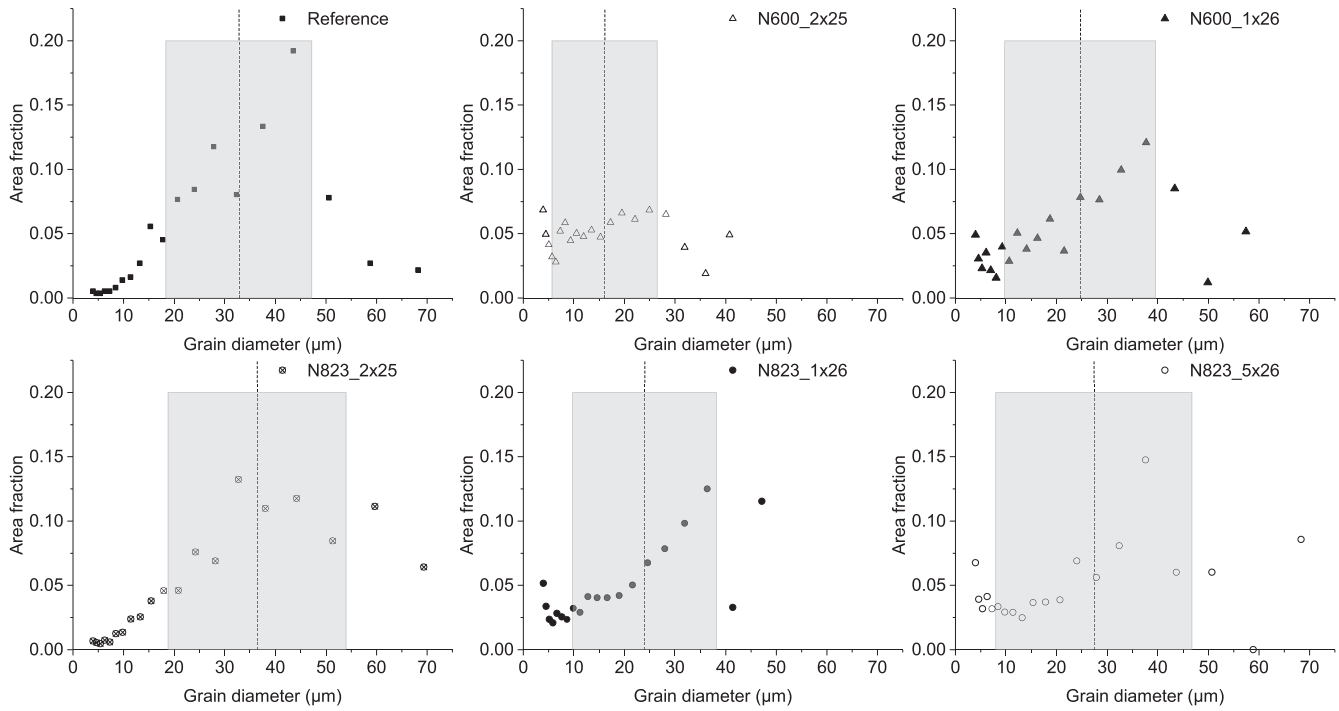 Reference
Area fraction
0.20
0.15
0.10
0.05
0.00
0 10 20 30 40 50 60 70
Grain diameter (µm)
N600_2x25
Area fraction
0.20
0.15
0.10
0.05
0.00
0 10 20 30 40 50 60 70
Grain diameter (µm)
N600_1x26
Area fraction
0.20
0.15
0.10
0.05
0.00
0 10 20 30 40 50 60 70
Grain diameter (µm)
N823_2x25
Area fraction
0.20
0.15
0.10
0.05
0.00
0 10 20 30 40 50 60 70
Grain diameter (µm)
N823_1x26
Area fraction
0.20
0.15
0.10
0.05
0.00
0 10 20 30 40 50 60 70
Grain diameter (µm)
N823_5x26
Area fraction
0.20
0.15
0.10
0.05
0.00
0 10 20 30 40 50 60 70
Grain diameter (µm)